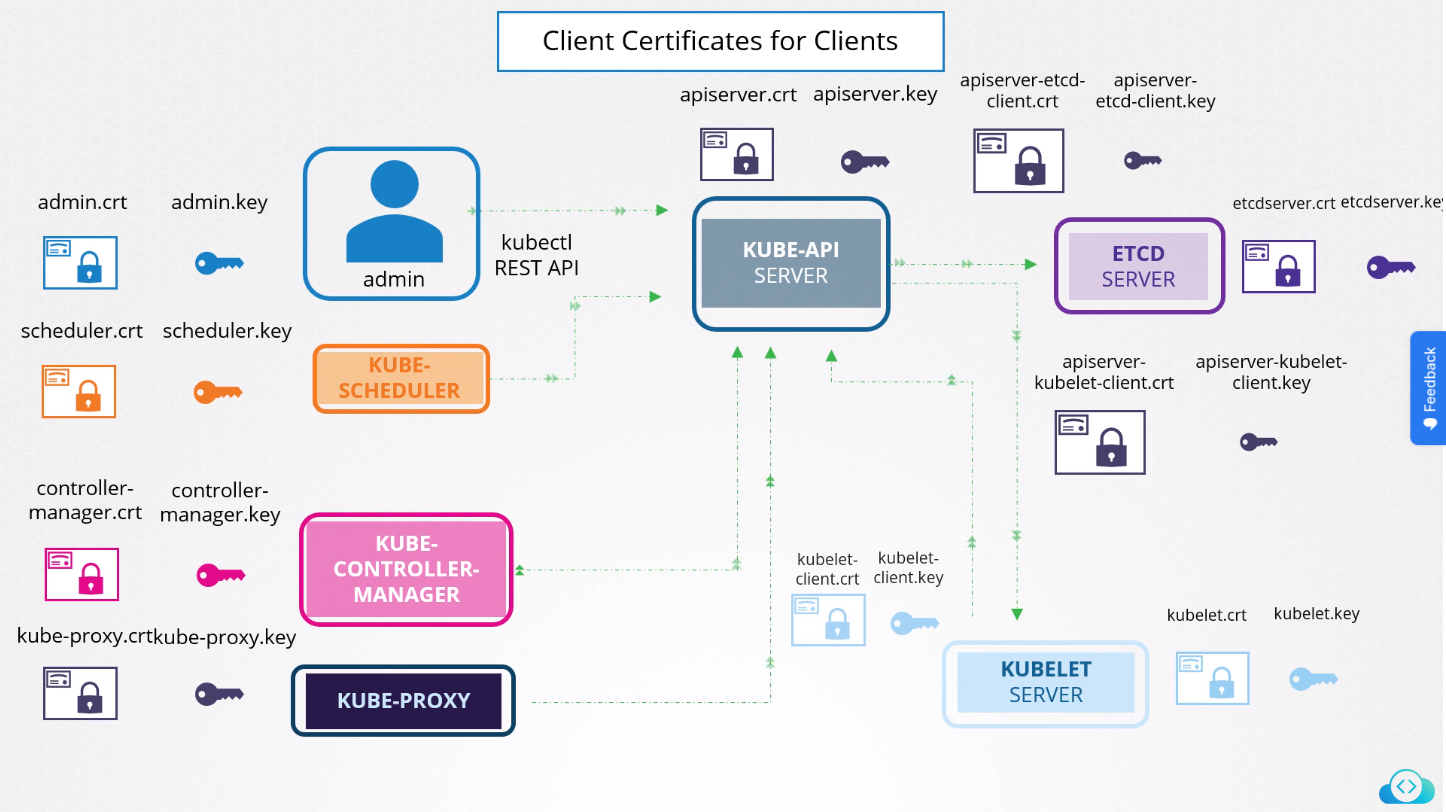 Client Certificates for Clients
apiserver.crt
apiserver.key
apiserver-etcd-
client.crt
apiserver-
etcd-client.key
admin.crt
admin.key
admin
kubectl
REST API
KUBE-API
SERVER
ETCD
SERVER
etcdserver.crt
etcdserver.key
scheduler.crt
scheduler.key
KUBE-
SCHEDULER
apiserver-
kubelet-client.crt
apiserver-kubelet-
client.key
Feedback
controller-
manager.crt
controller-
manager.key
KUBE-
CONTROLLER-
MANAGER
kubelet-
client.crt
kubelet-
client.key
kube-proxy.crt
kube-proxy.key
KUBE-PROXY
KUBELET
SERVER
kubelet.crt
kubelet.key